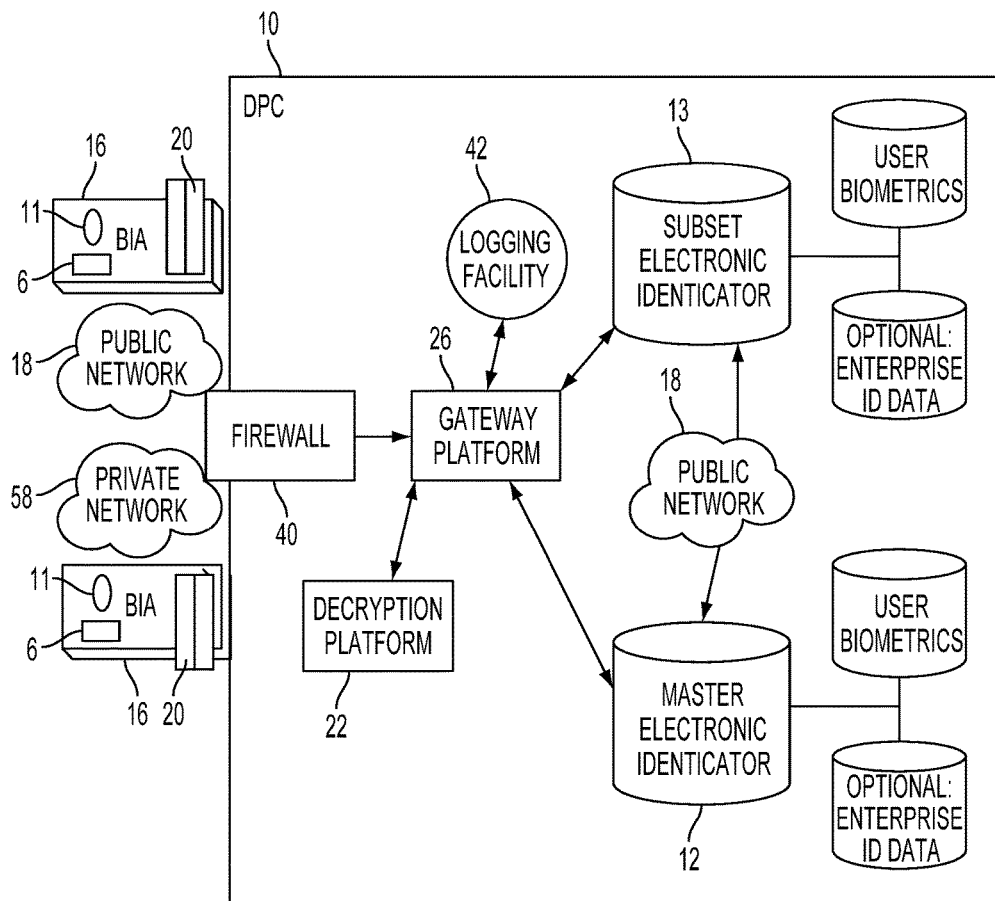 10
DPC
16
20
11
BIA
6
18
PUBLIC
NETWORK
58
PRIVATE
NETWORK
11
BIA
6
16
20
FIREWALL
40
42
LOGGING
FACILITY
26
GATEWAY
PLATFORM
DECRYPTION
PLATFORM
22
13
SUBSET
ELECTRONIC
IDENTICATOR
USER
BIOMETRICS
OPTIONAL:
ENTERPRISE
ID DATA
18
PUBLIC
NETWORK
MASTER
ELECTRONIC
IDENTICATOR
12
USER
BIOMETRICS
OPTIONAL:
ENTERPRISE
ID DATA